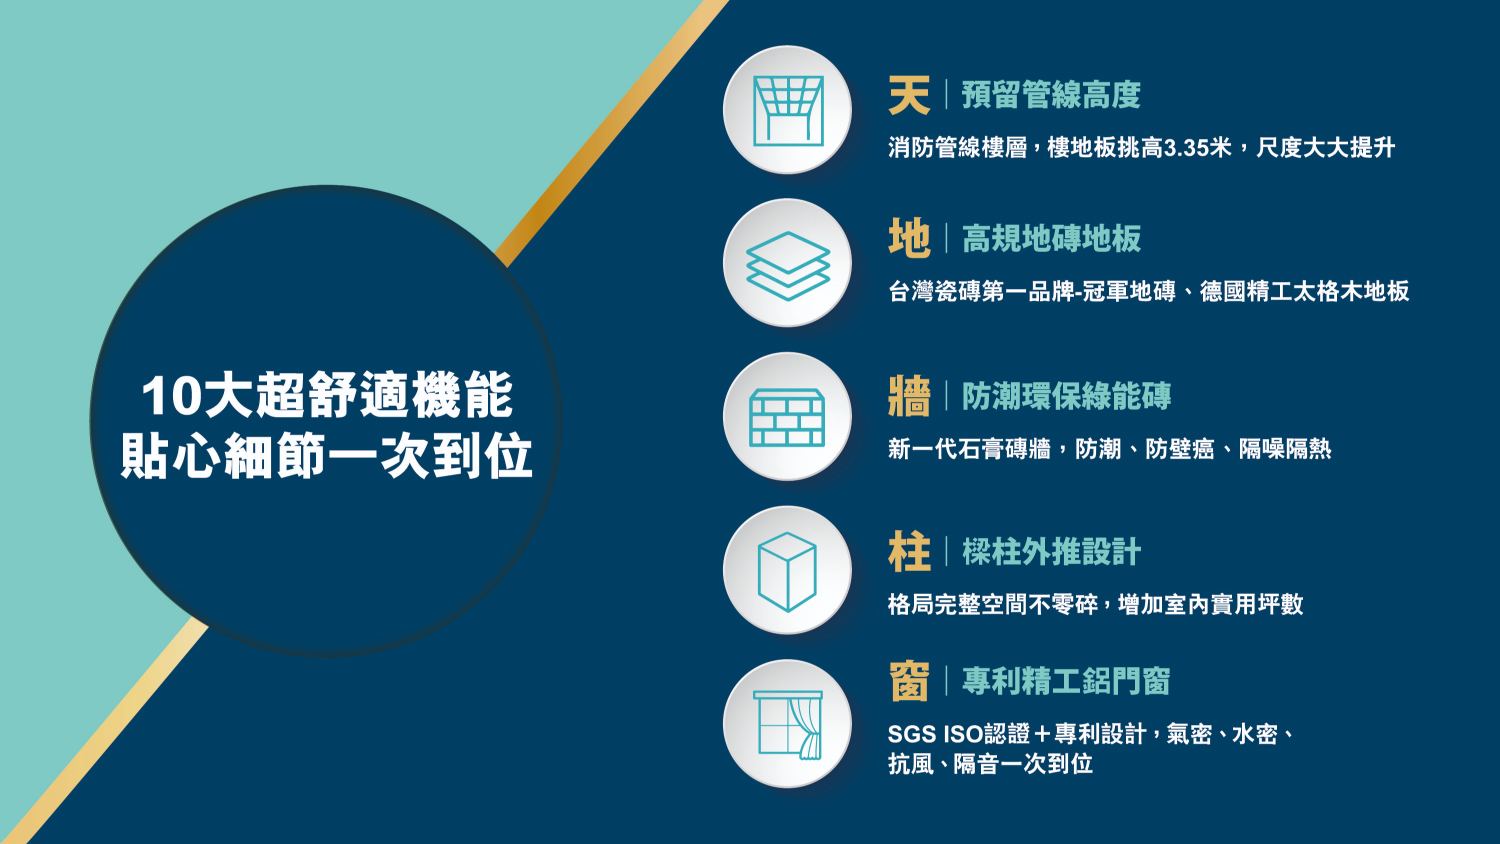 10大超舒適機能
貼心細節一次到位
天｜預留管線高度
消防管線樓層，樓地板挑高3.35米，尺度大大提升
地｜高規地磚地板
台灣瓷磚第一品牌-冠軍地磚、德國精工太格木地板
牆｜防潮環保綠能磚
新一代石膏磚牆，防潮、防壁癌、隔噪隔熱
柱｜樑柱外推設計
格局完整空間不零碎，增加室內實用坪數
窗｜專利精工鋁門窗
SGS ISO認證＋專利設計，氣密、水密、
抗風、隔音一次到位